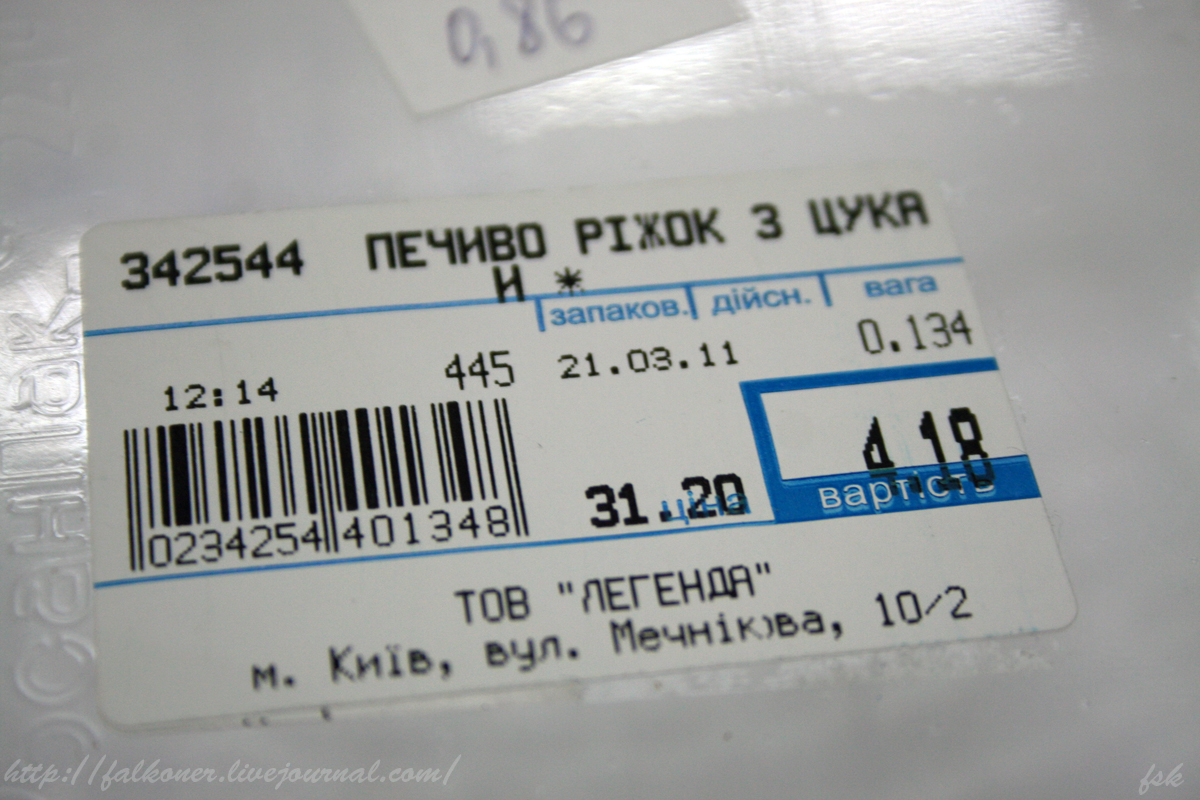 0,86
342544 ПЕЧИВО РІЖОК З ЦУКА
И *
запаков. дійсн. вага
12:14 445 21.03.11 0.134
4.18
31.20 ціна вартість
0234254 401348
ТОВ "ЛЕГЕНДА"
м. Київ, вул. Мечнікова, 10/2
http://falkoner.livejournal.com/
fsk